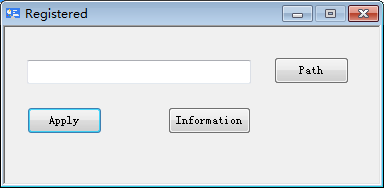 Registered
Path
Apply
Information